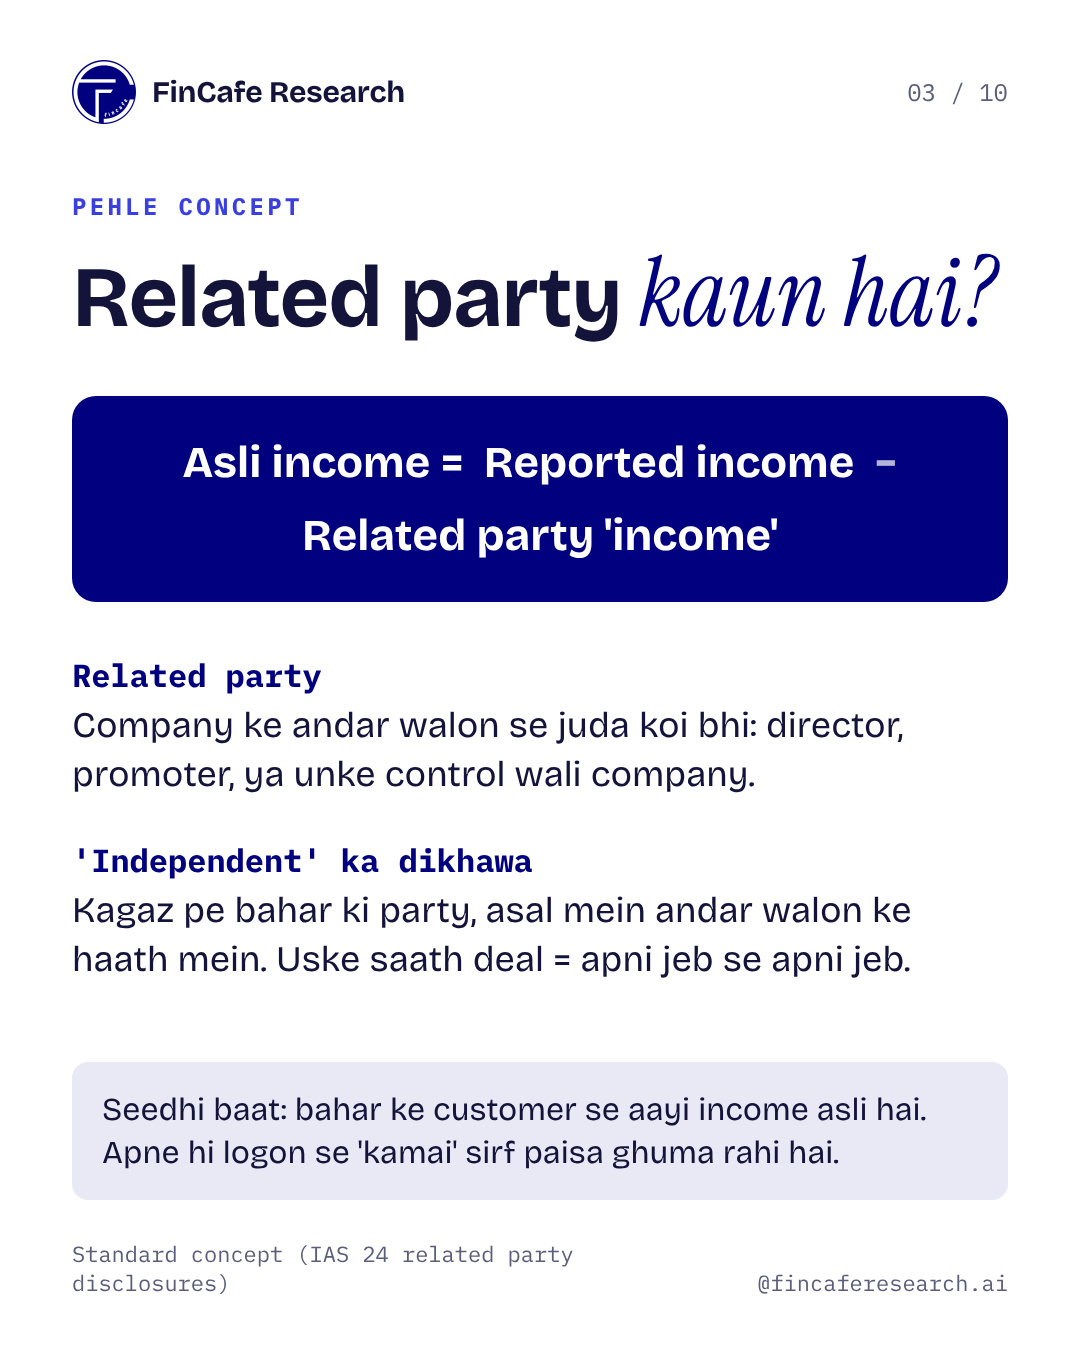 FinCafe Research
03 / 10
PEHLE CONCEPT
Related party kaun hai?
Asli income = Reported income –
Related party 'income'
Related party
Company ke andar walon se juda koi bhi: director,
promoter, ya unke control wali company.
'Independent' ka dikhawa
Kagaz pe bahar ki party, asal mein andar walon ke
haath mein. Uske saath deal = apni jeb se apni jeb.
Seedhi baat: bahar ke customer se aayi income asli hai.
Apne hi logon se 'kamai' sirf paisa ghuma rahi hai.
Standard concept (IAS 24 related party
disclosures)
@fincaferesearch.ai